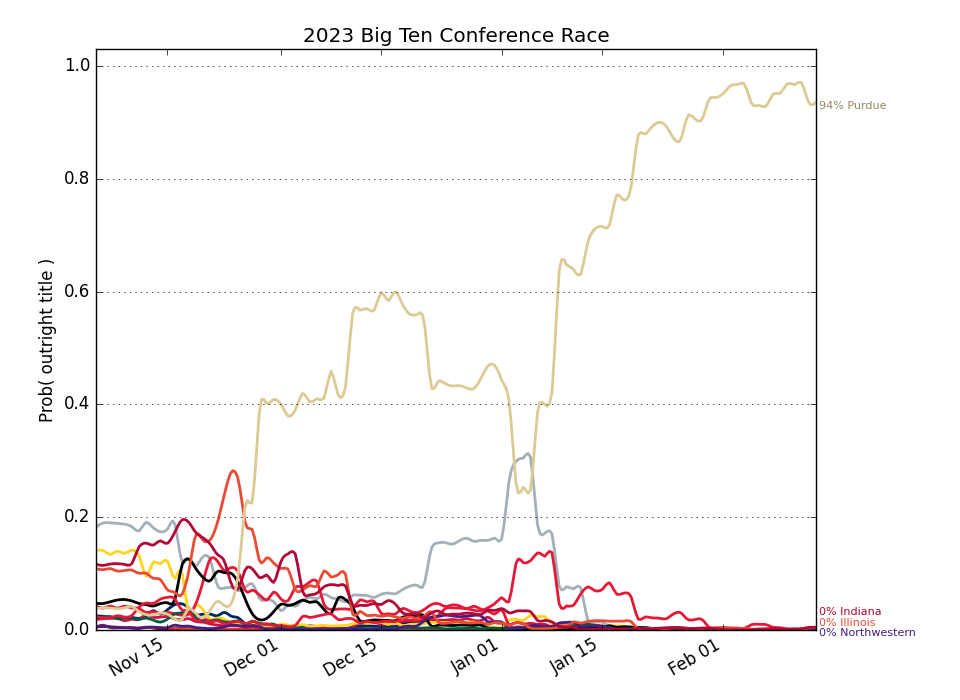 2023 Big Ten Conference Race
1.0
0.8
0.6
0.4
0.2
0.0
Prob( outright title )
94% Purdue
0% Indiana
0% Illinois
0% Northwestern
Nov 15
Dec 01
Dec 15
Jan 01
Jan 15
Feb 01